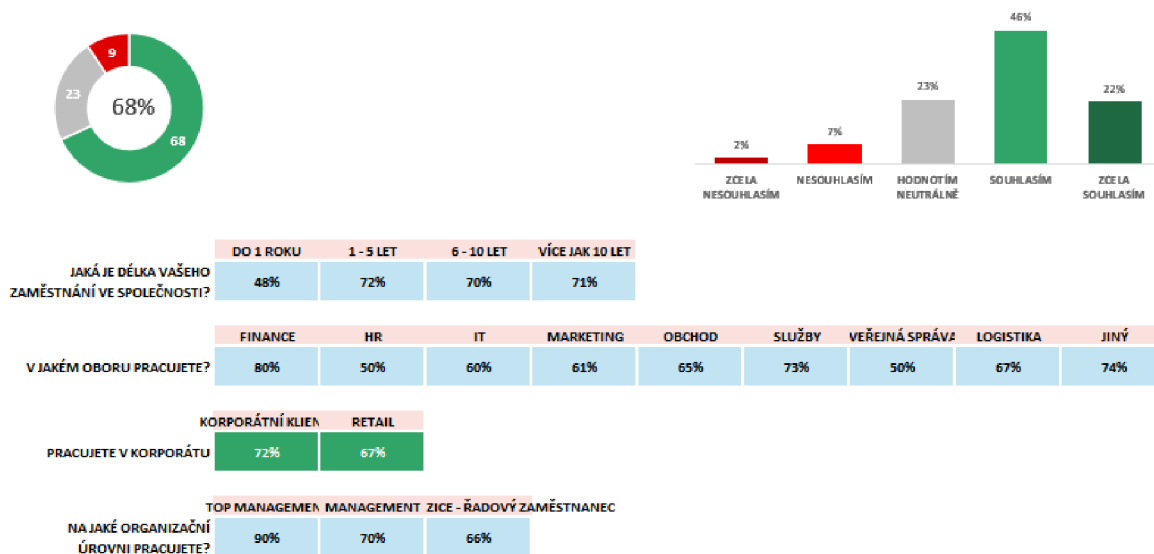 9
23
68%
68
46%
23%
22%
7%
2%
ZCELA NESOUHLASÍM
NESOUHLASÍM
HODNOTÍM NEUTRÁLNĚ
SOUHLASÍM
ZCELA SOUHLASÍM
DO 1 ROKU 1 - 5 LET 6 - 10 LET VÍCE JAK 10 LET
JAKÁ JE DÉLKA VAŠEHO
ZAMĚSTNÁNÍ VE SPOLEČNOSTI?
48% 72% 70% 71%
FINANCE HR IT MARKETING OBCHOD SLUŽBY VEŘEJNÁ SPRÁVA LOGISTIKA JINÝ
V JAKÉM OBORU PRACUJETE? 80% 50% 60% 61% 65% 73% 50% 67% 74%
KORPORÁTNÍ KLIEN RETAIL
PRACUJETE V KORPORÁTU 72% 67%
TOP MANAGEMEN MANAGEMENT ZICE - ŘADOVÝ ZAMĚSTNANEC
NA JAKÉ ORGANIZAČNÍ
ÚROVNI PRACUJETE?
90% 70% 66%